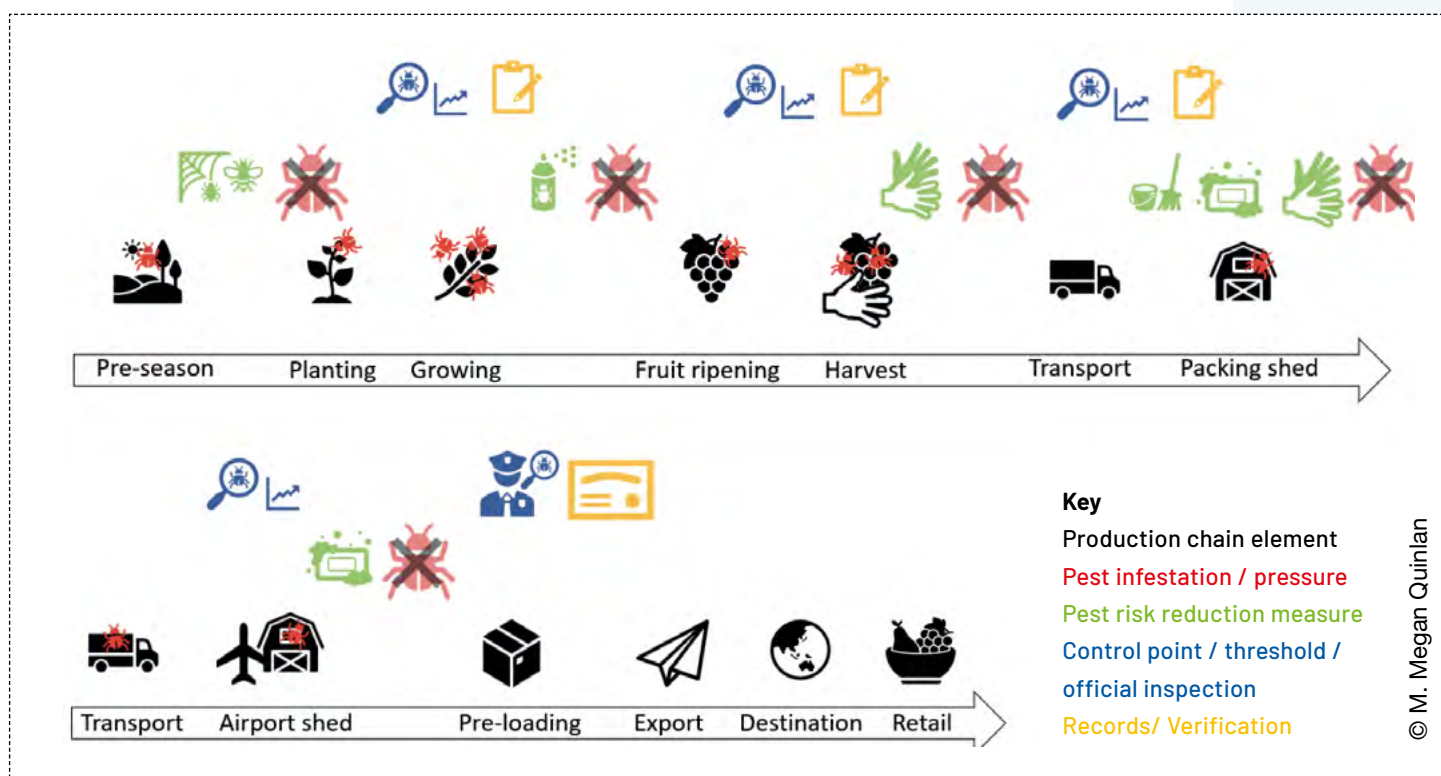 Pre-season Planting Growing Fruit ripening Harvest Transport Packing shed
Transport Airport shed Pre-loading Export Destination Retail
Key
Production chain element
Pest infestation / pressure
Pest risk reduction measure
Control point / threshold /
official inspection
Records/ Verification
© M. Megan Quinlan